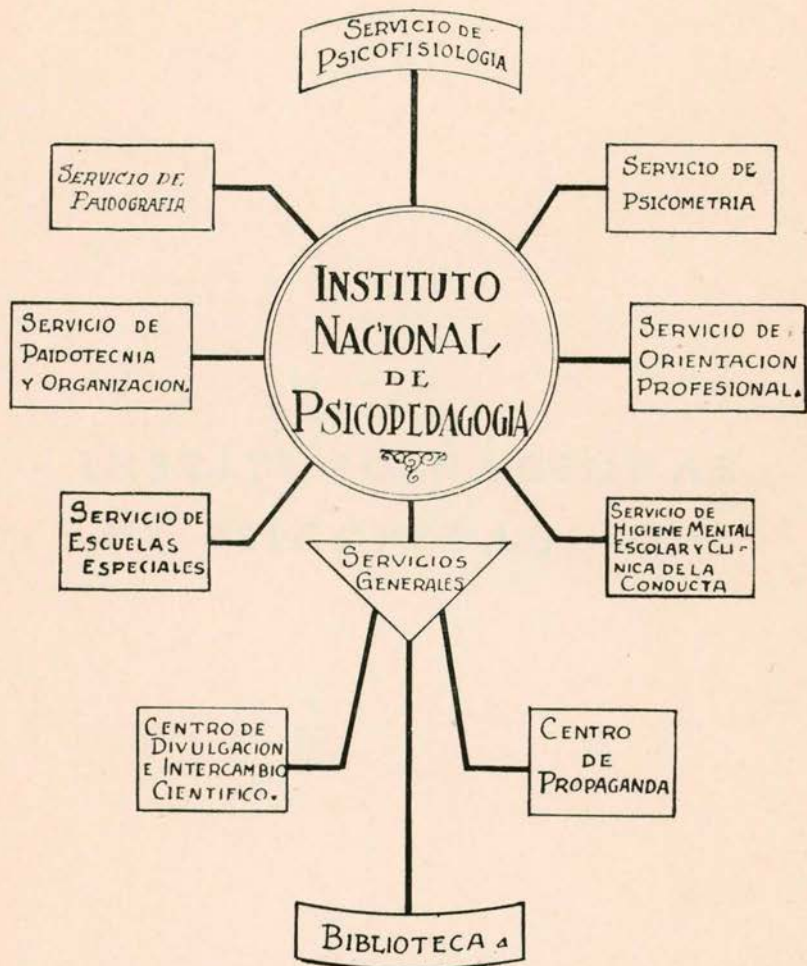 SERVICIO DE
PSICOFISIOLOGIA
SERVICIO DE
PAIDOGRAFIA
SERVICIO DE
PSICOMETRIA
INSTITUTO
NACIONAL
DE
PSICOPEDAGOGIA
SERVICIO DE
PAIDOTECNIA
Y ORGANIZACION.
SERVICIO DE
ORIENTACION
PROFESIONAL.
SERVICIO DE
ESCUELAS
ESPECIALES
SERVICIOS
GENERALES
SERVICIO DE
HIGIENE MENTAL
ESCOLAR Y CLI-
NICA DE LA
CONDUCTA
CENTRO DE
DIVULGACION
E INTERCAMBIO
CIENTIFICO.
CENTRO
DE
PROPAGANDA
BIBLIOTECA